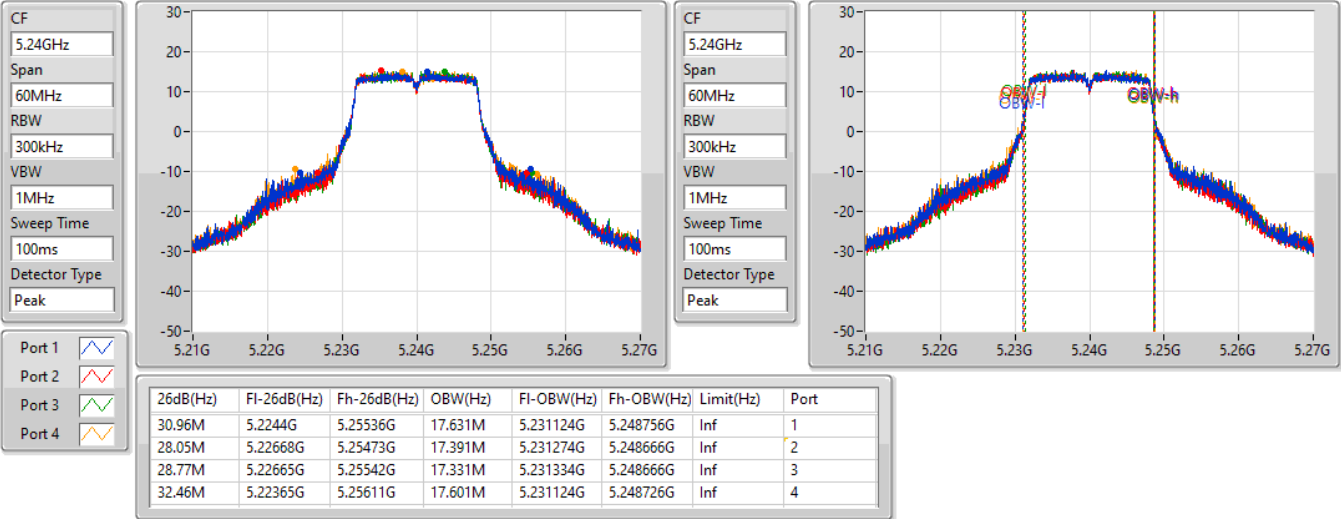 CF
5.24GHz
Span
60MHz
RBW
300kHz
VBW
1MHz
Sweep Time
100ms
Detector Type
Peak
Port 1
Port 2
Port 3
Port 4
30
20
10
0
-10
-20
-30
-40
-50
5.21G 5.22G 5.23G 5.24G 5.25G 5.26G 5.27G
CF
5.24GHz
Span
60MHz
RBW
300kHz
VBW
1MHz
Sweep Time
100ms
Detector Type
Peak
30
20
10
0
-10
-20
-30
-40
-50
OBW-l OBW-h
OBW-l
5.21G 5.22G 5.23G 5.24G 5.25G 5.26G 5.27G
26dB(Hz) Fl-26dB(Hz) Fh-26dB(Hz) OBW(Hz) Fl-OBW(Hz) Fh-OBW(Hz) Limit(Hz) Port
30.96M 5.2244G 5.25536G 17.631M 5.231124G 5.248756G Inf 1
28.05M 5.22668G 5.25473G 17.391M 5.231274G 5.248666G Inf 2
28.77M 5.22665G 5.25542G 17.331M 5.231334G 5.248666G Inf 3
32.46M 5.22365G 5.25611G 17.601M 5.231124G 5.248726G Inf 4